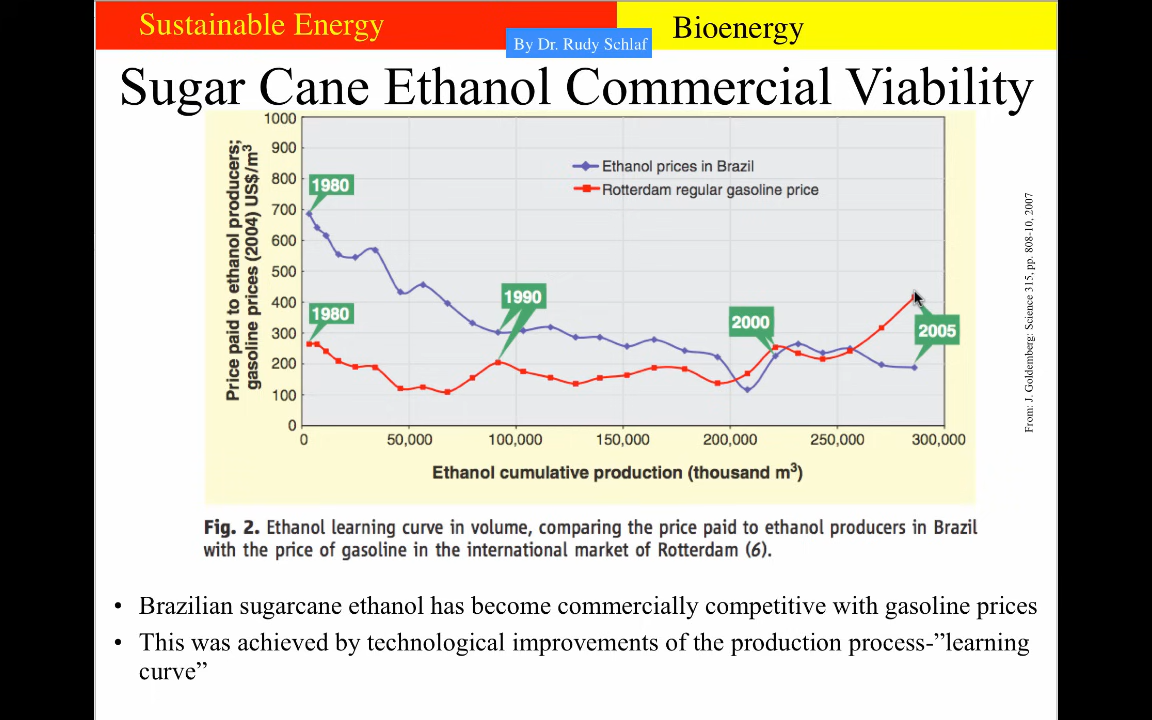 Sustainable Energy
Bioenergy
By Dr. Rudy Schlaf
Sugar Cane Ethanol Commercial Viability
Price paid to ethanol producers;
gasoline prices (2004) US$/m³
1000
900
800
700
600
500
400
300
200
100
0
Ethanol prices in Brazil
Rotterdam regular gasoline price
1980
1980
1990
2000
2005
0
50,000
100,000
150,000
200,000
250,000
300,000
Ethanol cumulative production (thousand m³)
From: J. Goldemberg: Science 315, pp. 808-10, 2007
Fig. 2. Ethanol learning curve in volume, comparing the price paid to ethanol producers in Brazil
with the price of gasoline in the international market of Rotterdam (6).
• Brazilian sugarcane ethanol has become commercially competitive with gasoline prices
• This was achieved by technological improvements of the production process-”learning
curve”